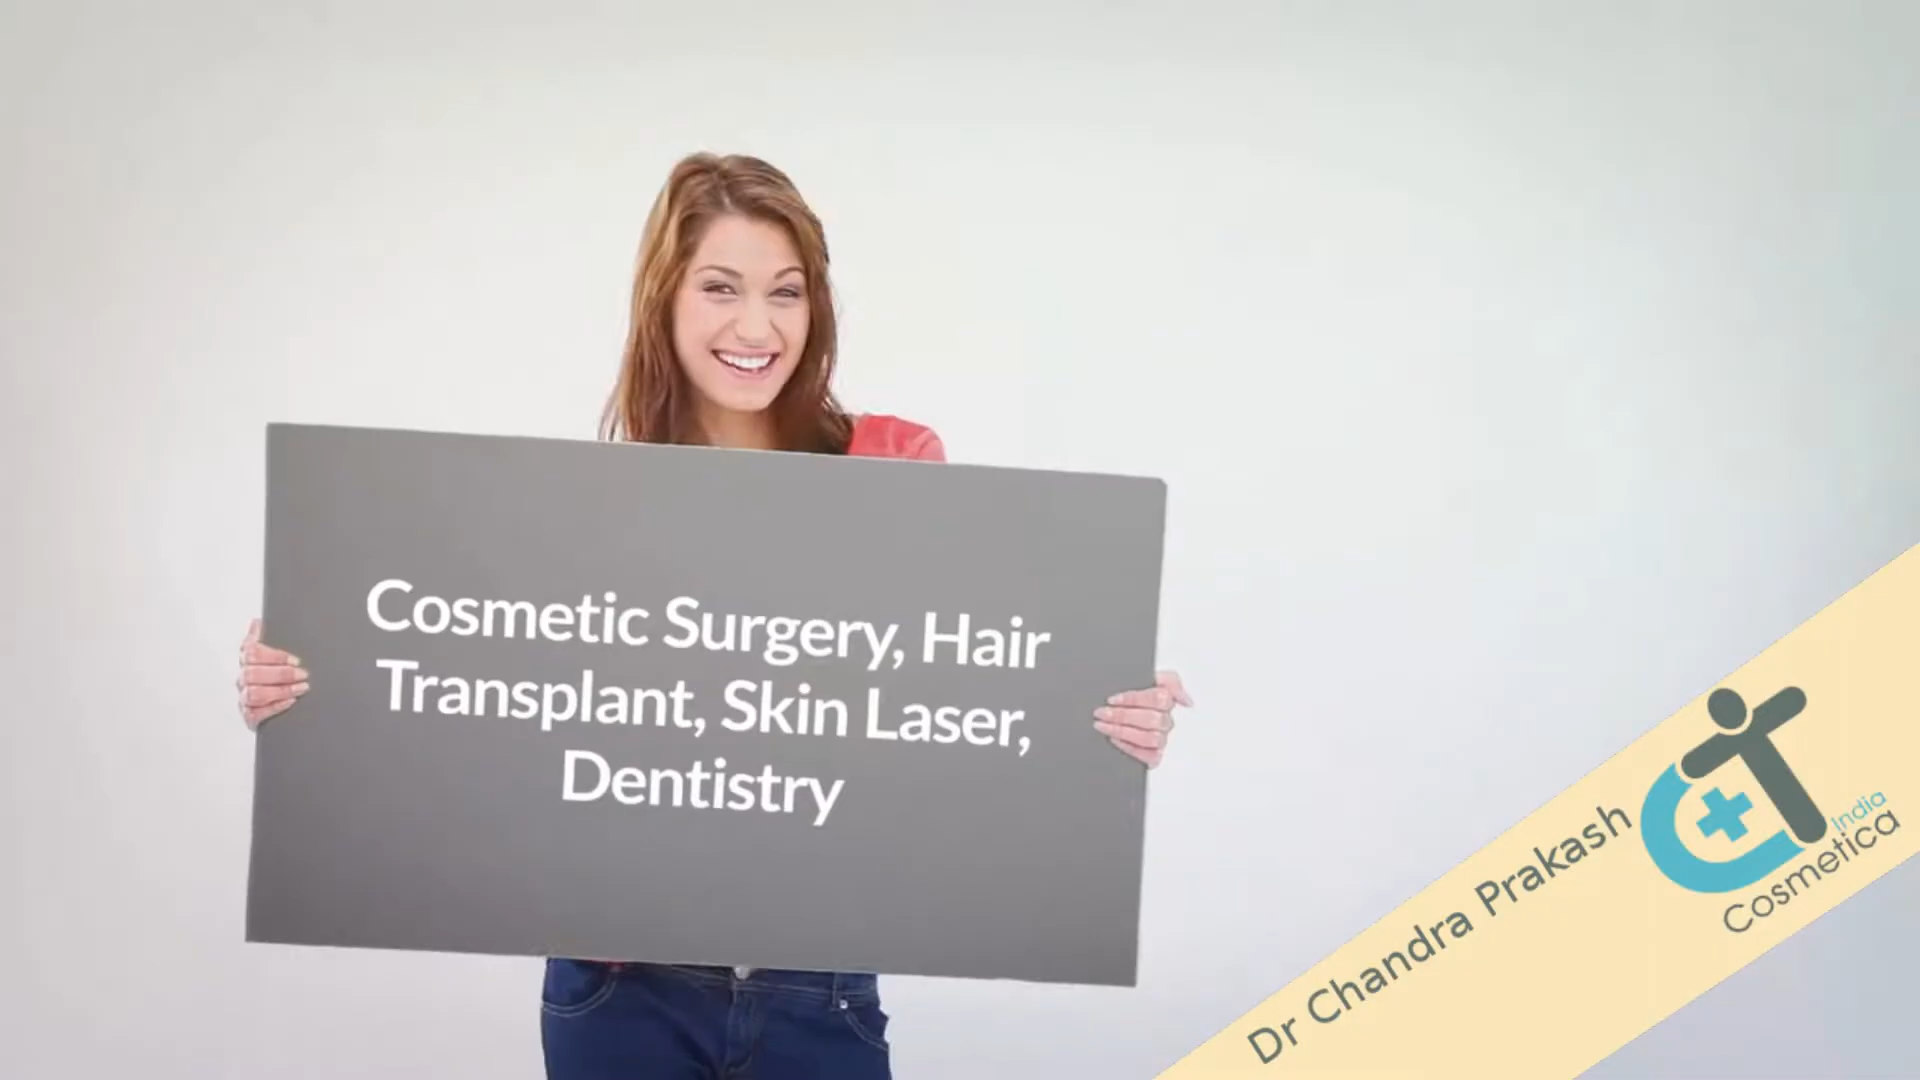 Cosmetic Surgery, Hair
Transplant, Skin Laser,
Dentistry
Dr Chandra Prakash
India
Cosmetica